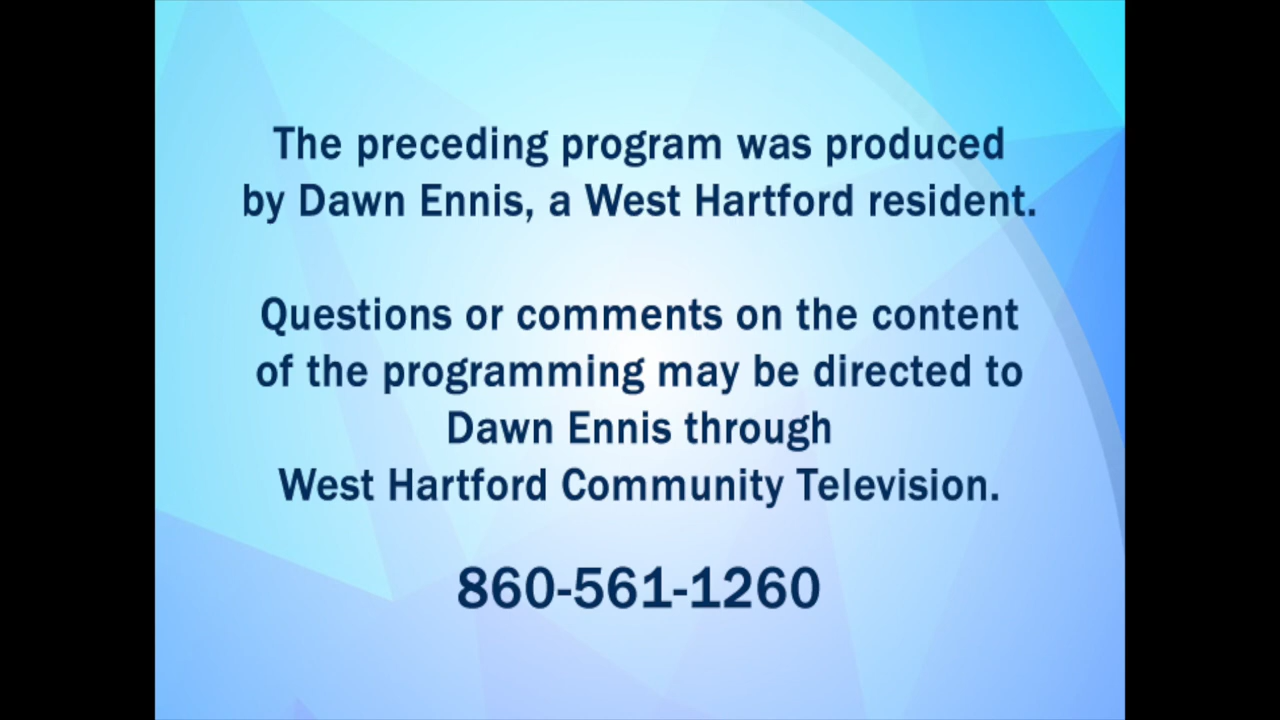 The preceding program was produced
by Dawn Ennis, a West Hartford resident.
Questions or comments on the content
of the programming may be directed to
Dawn Ennis through
West Hartford Community Television.
860-561-1260